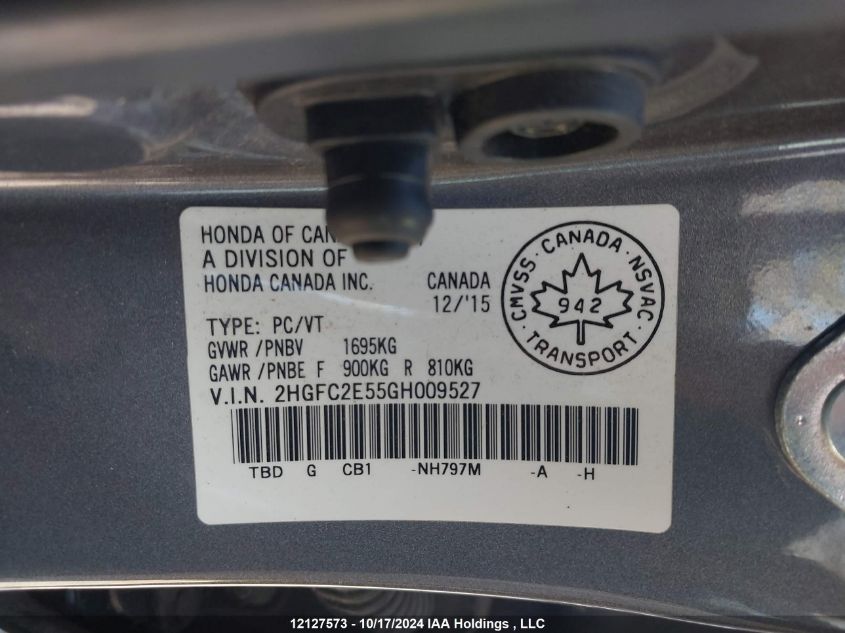 HONDA OF
A DIVISION OF
HONDA CANADA INC.
CANADA
12/'15
TYPE: PC/VT
GVWR /PNBV 1695KG
GAWR /PNBE F 900KG R 810KG
V.I.N. 2HGFC2E55GH009527
TBD G CB1 -NH797M -A -H
CMVSS · CANADA · NSVAC
942
· TRANSPORT ·
12127573 - 10/17/2024 IAA Holdings , LLC